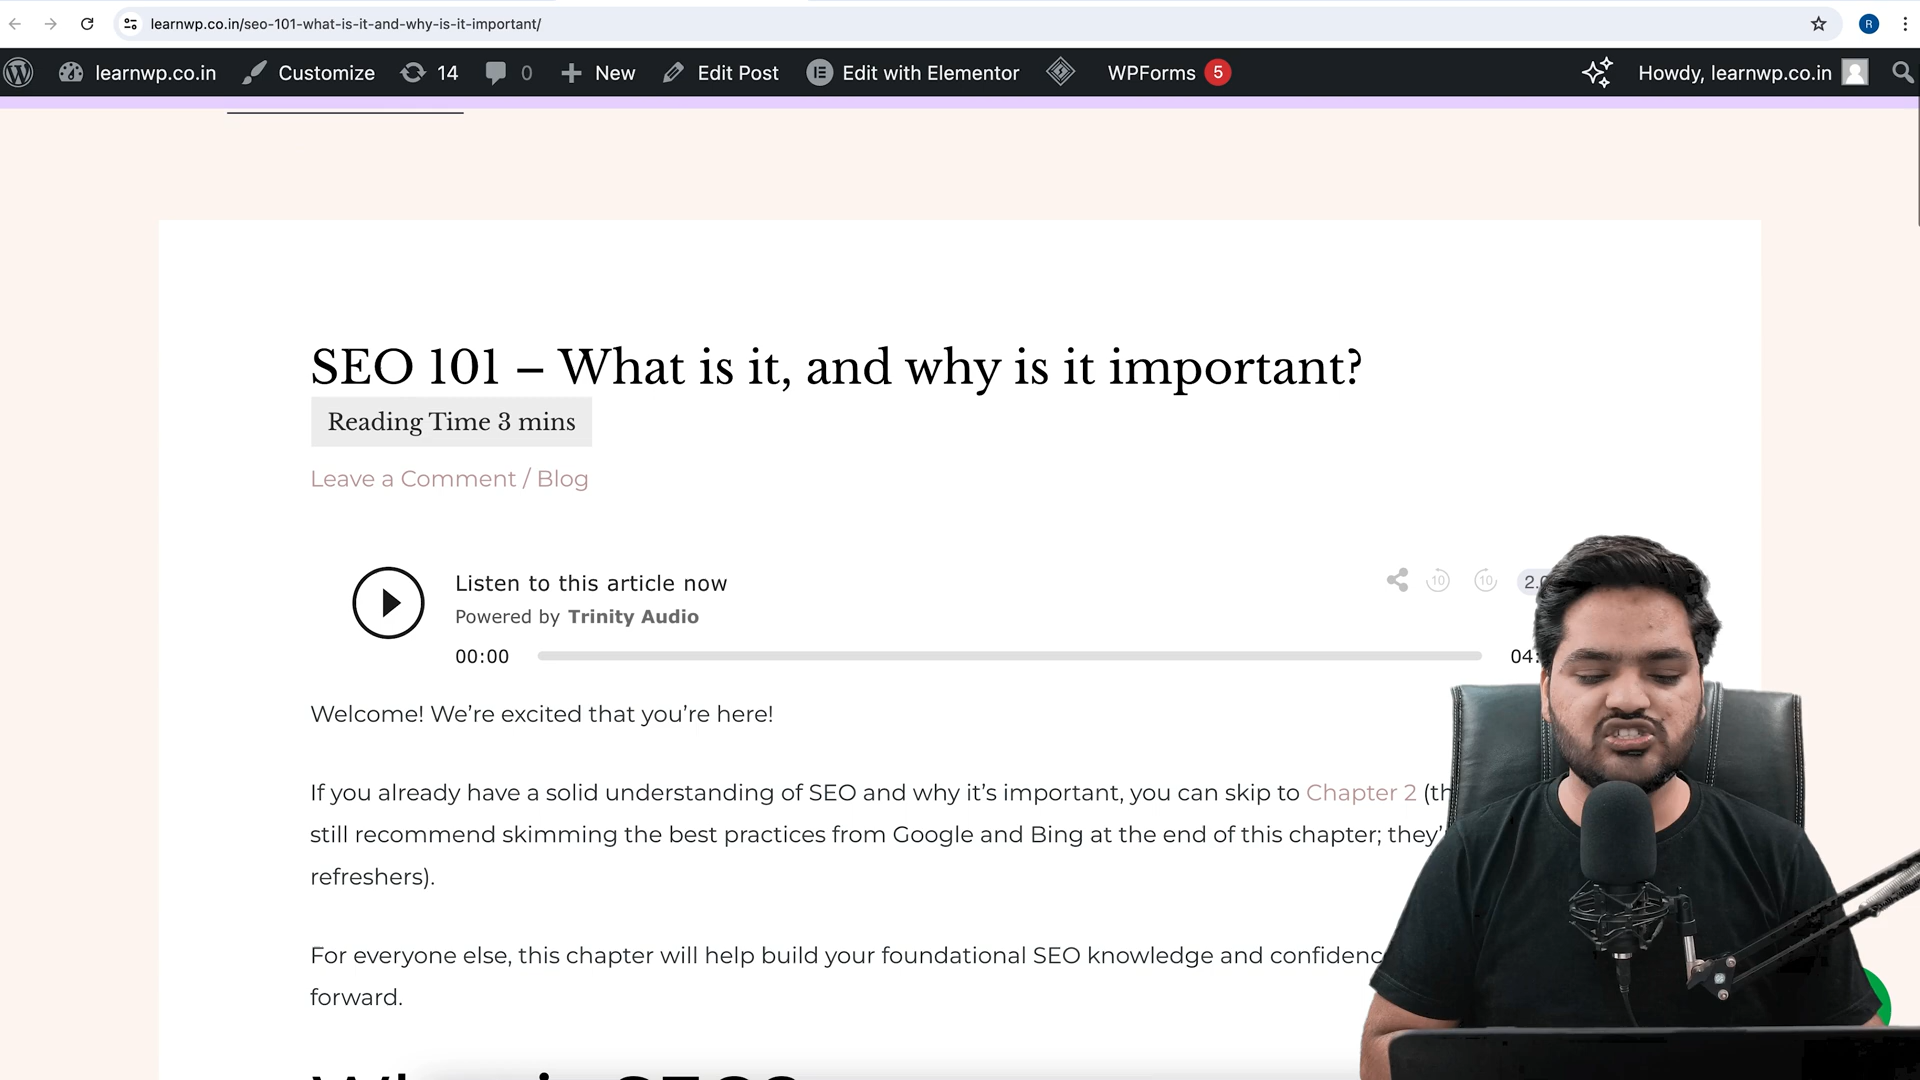 learnwp.co.in/seo-101-what-is-it-and-why-is-it-important/
R
learnwp.co.in Customize 14 0 New Edit Post Edit with Elementor WPForms 5 Howdy, learnwp.co.in
SEO 101 – What is it, and why is it important?
Reading Time 3 mins
Leave a Comment / Blog
Listen to this article now
10 10
Powered by Trinity Audio
00:00 04:
Welcome! We’re excited that you’re here!
If you already have a solid understanding of SEO and why it’s important, you can skip to Chapter 2
still recommend skimming the best practices from Google and Bing at the end of this chapter;
refreshers).
For everyone else, this chapter will help build your foundational SEO knowledge and
forward.